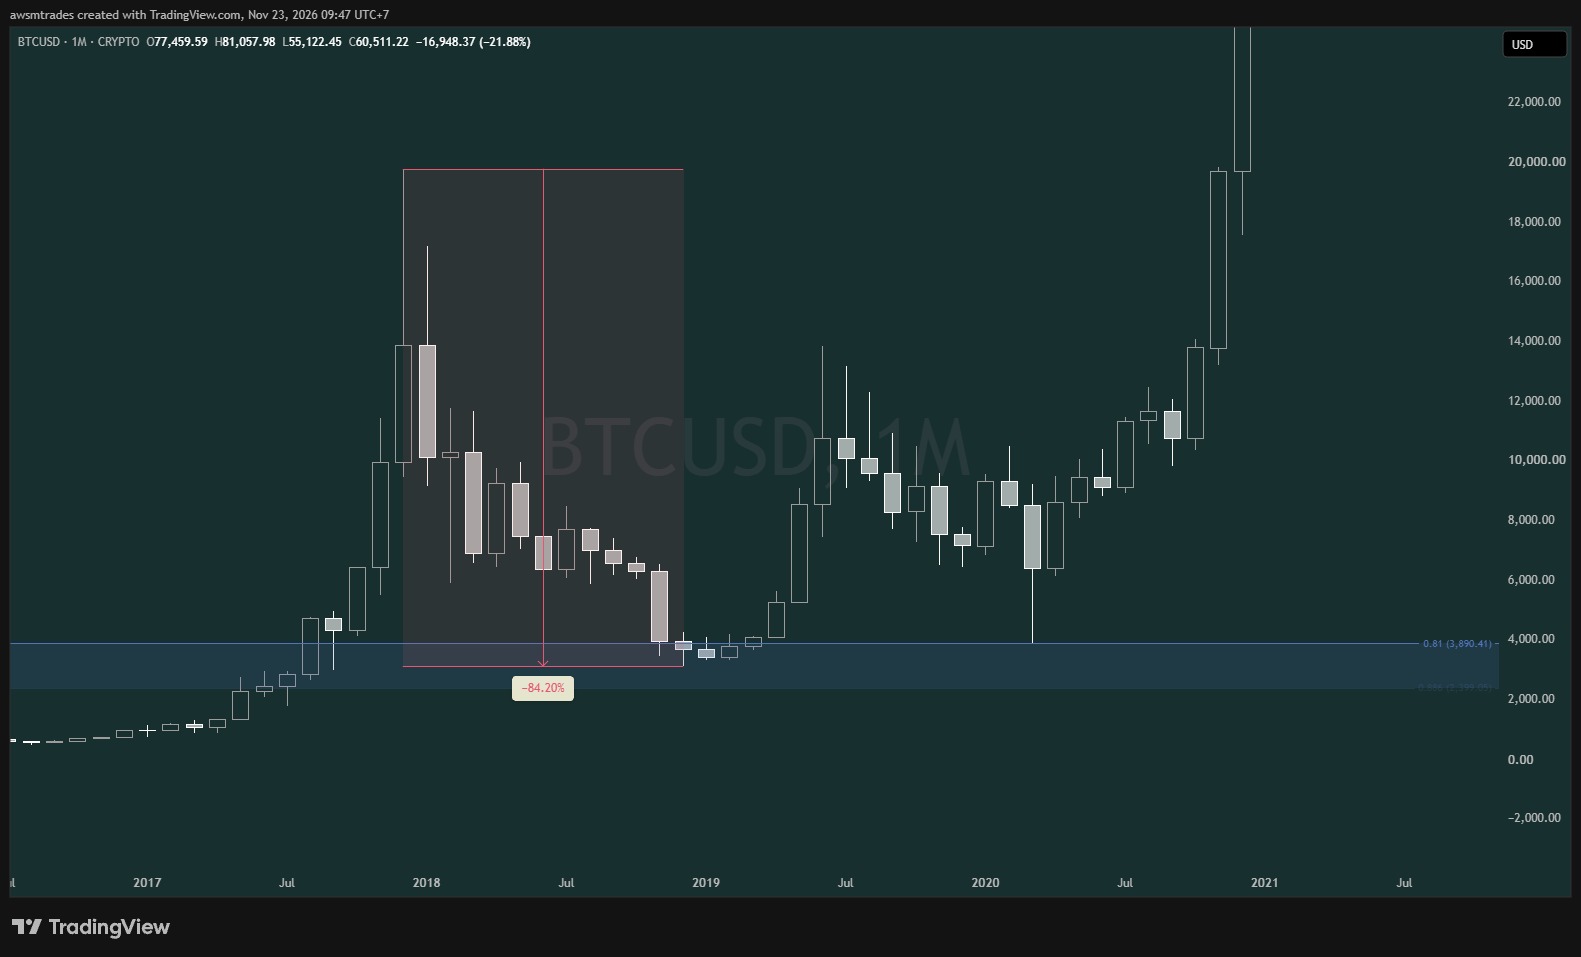 awsmtrades created with TradingView.com, Nov 23, 2026 09:47 UTC+7
BTCUSD · 1M · CRYPTO O77,459.59 H81,057.98 L55,122.45 C60,511.22 −16,948.37 (−21.88%)
USD
22,000.00
20,000.00
18,000.00
16,000.00
14,000.00
12,000.00
BTCUSD, 1M
10,000.00
8,000.00
6,000.00
4,000.00
0.81 (3,890.41)
−84.20%
2,000.00
0.00
−2,000.00
2017 Jul 2018 Jul 2019 Jul 2020 Jul 2021 Jul
TradingView